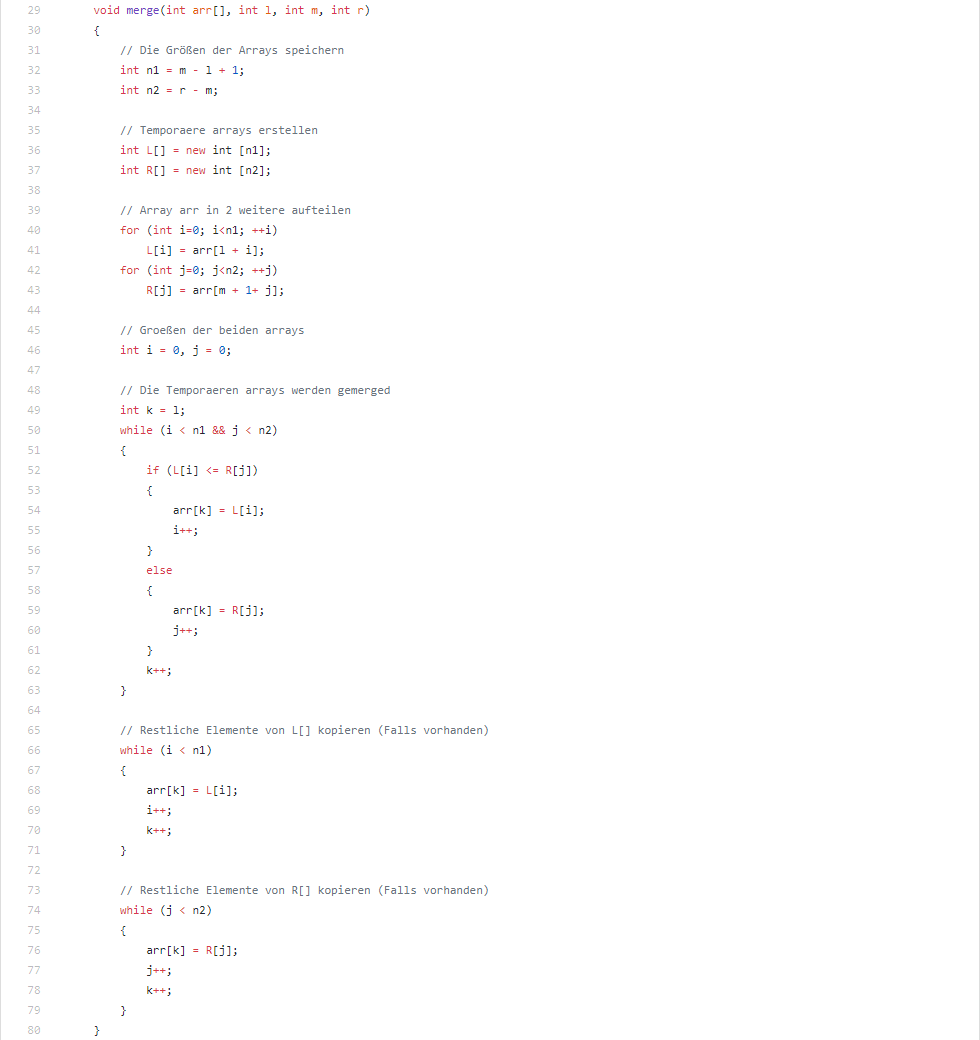 29 void merge(int arr[], int l, int m, int r)
30 {
31 // Die Größen der Arrays speichern
32 int n1 = m - l + 1;
33 int n2 = r - m;
34
35 // Temporaere arrays erstellen
36 int L[] = new int [n1];
37 int R[] = new int [n2];
38
39 // Array arr in 2 weitere aufteilen
40 for (int i=0; i<n1; ++i)
41 L[i] = arr[l + i];
42 for (int j=0; j<n2; ++j)
43 R[j] = arr[m + 1+ j];
44
45 // Groeßen der beiden arrays
46 int i = 0, j = 0;
47
48 // Die Temporaeren arrays werden gemerged
49 int k = l;
50 while (i < n1 && j < n2)
51 {
52 if (L[i] <= R[j])
53 {
54 arr[k] = L[i];
55 i++;
56 }
57 else
58 {
59 arr[k] = R[j];
60 j++;
61 }
62 k++;
63 }
64
65 // Restliche Elemente von L[] kopieren (Falls vorhanden)
66 while (i < n1)
67 {
68 arr[k] = L[i];
69 i++;
70 k++;
71 }
72
73 // Restliche Elemente von R[] kopieren (Falls vorhanden)
74 while (j < n2)
75 {
76 arr[k] = R[j];
77 j++;
78 k++;
79 }
80 }